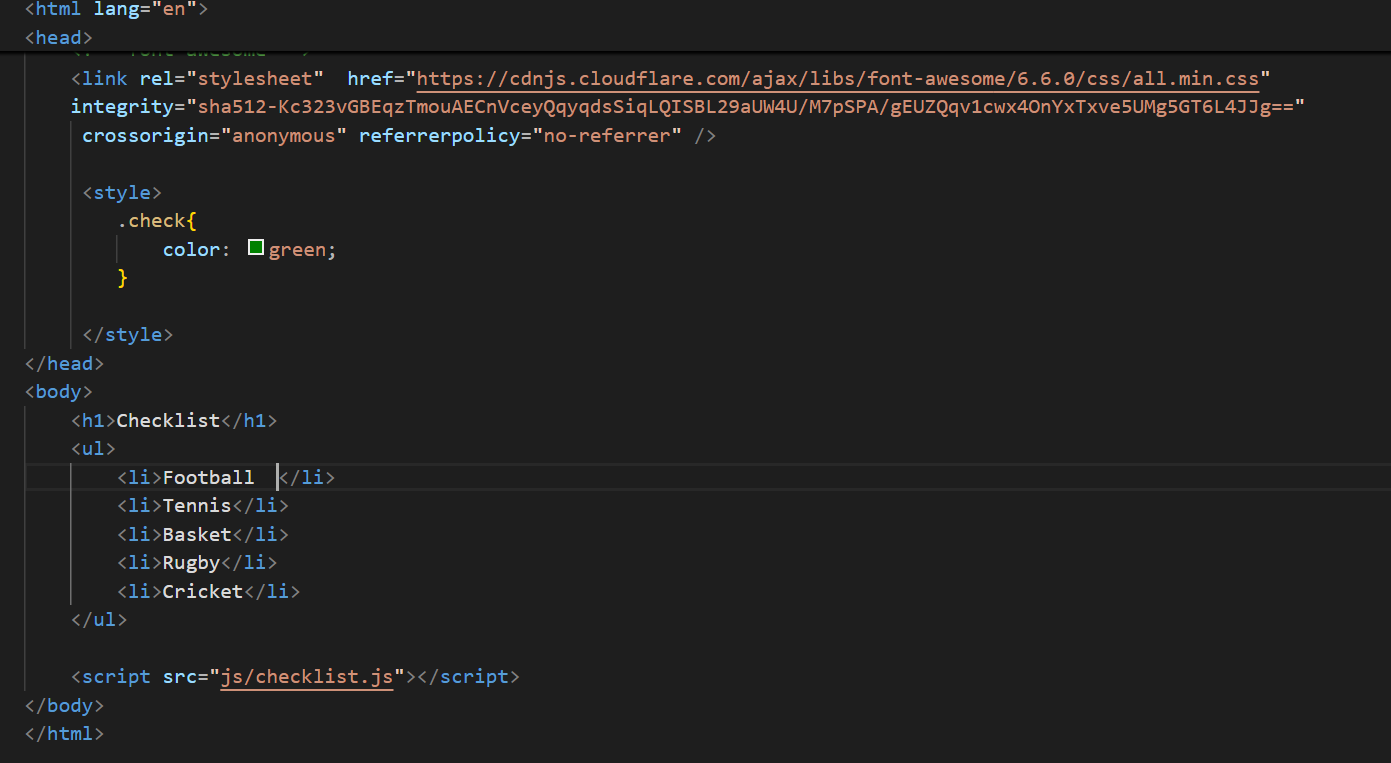 <html lang="en">
<head>
<link rel="stylesheet"  href="https://cdnjs.cloudflare.com/ajax/libs/font-awesome/6.6.0/css/all.min.css"
integrity="sha512-Kc323vGBEqzTmouAECnVceyQqyqdsSiqLQISBL29aUW4U/M7pSPA/gEUZQqv1cwx4OnYxTxve5UMg5GT6L4JJg=="
crossorigin="anonymous" referrerpolicy="no-referrer" />
<style>
.check{
color: green;
}
</style>
</head>
<body>
<h1>Checklist</h1>
<ul>
<li>Football  </li>
<li>Tennis</li>
<li>Basket</li>
<li>Rugby</li>
<li>Cricket</li>
</ul>
<script src="js/checklist.js"></script>
</body>
</html>